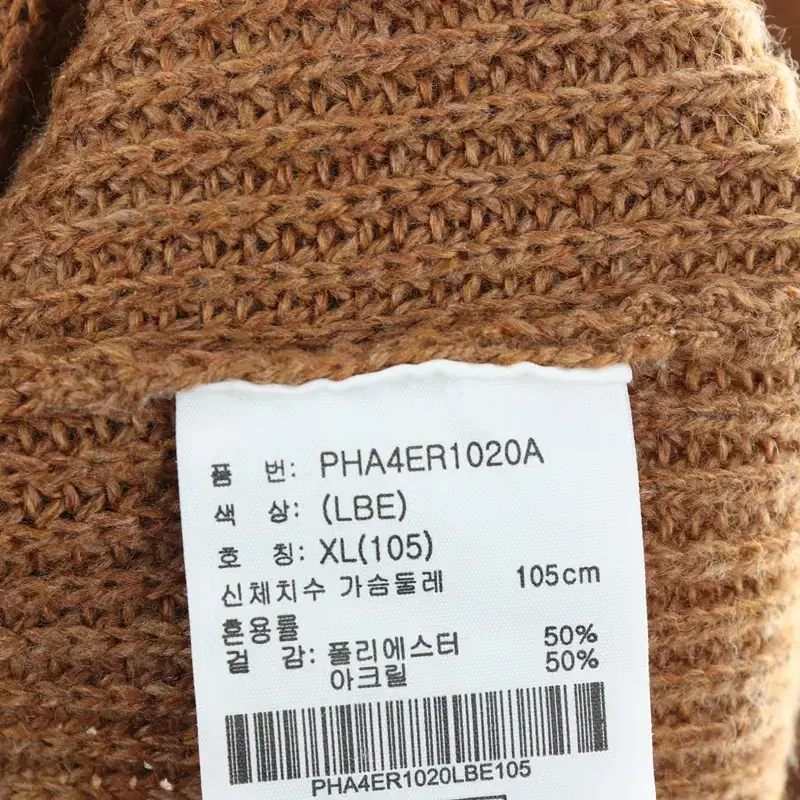 품 번: PHA4ER1020A
색 상: (LBE)
호 칭: XL(105)
신체치수 가슴둘레 105cm
혼용률
겉 감: 폴리에스터 50%
아크릴 50%
PHA4ER1020LBE105